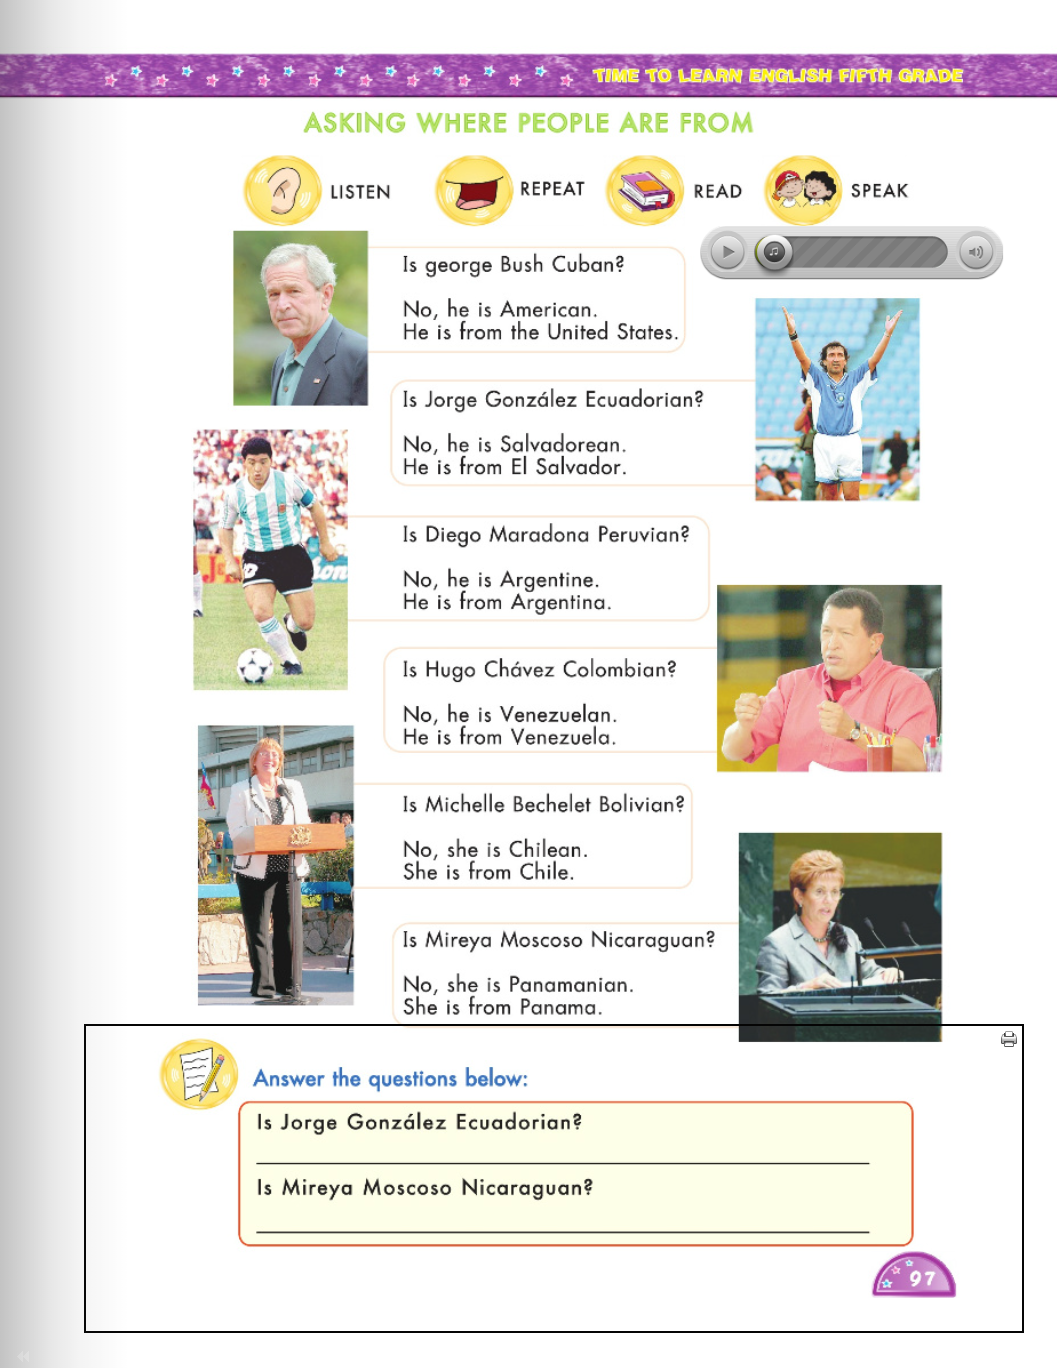 TIME TO LEARN ENGLISH FIFTH GRADE
ASKING WHERE PEOPLE ARE FROM
LISTEN
REPEAT
READ
SPEAK
Is george Bush Cuban?
No, he is American.
He is from the United States.
Is Jorge González Ecuadorian?
No, he is Salvadorean.
He is from El Salvador.
Is Diego Maradona Peruvian?
No, he is Argentine.
He is from Argentina.
Is Hugo Chávez Colombian?
No, he is Venezuelan.
He is from Venezuela.
Is Michelle Bechelet Bolivian?
No, she is Chilean.
She is from Chile.
Is Mireya Moscoso Nicaraguan?
No, she is Panamanian.
She is from Panama.
Answer the questions below:
Is Jorge González Ecuadorian?
Is Mireya Moscoso Nicaraguan?
97